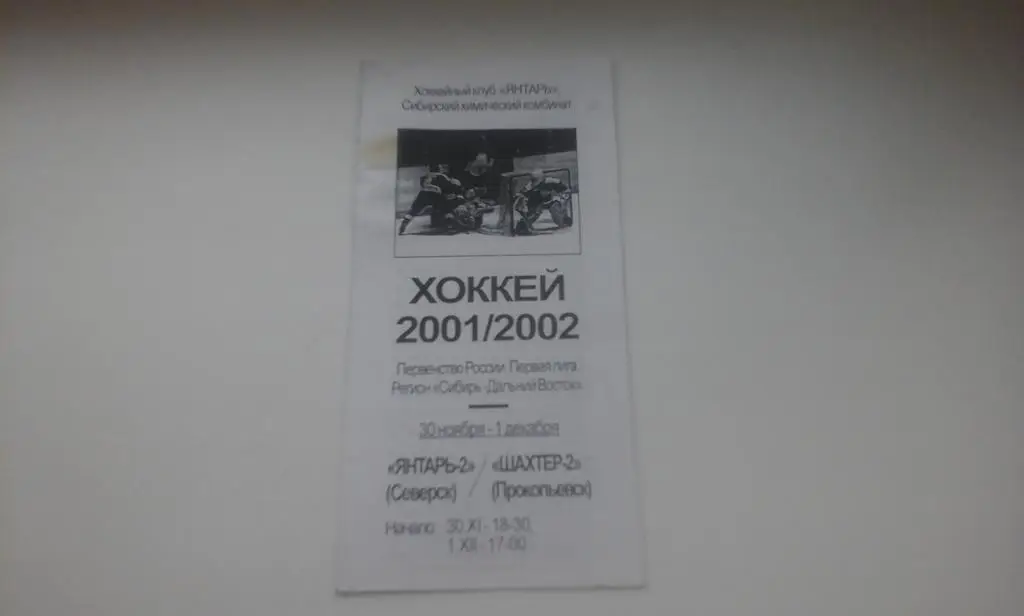 Хоккейный клуб «ЯНТАРЬ»
Сибирский химический комбинат
ХОККЕЙ
2001/2002
Первенство России. Первая лига.
Регион «Сибирь-Дальний Восток»
30 ноября - 1 декабря
«ЯНТАРЬ-2» / «ШАХТЕР-2»
(Северск) (Прокопьевск)
Начало: 30 XI - 18-30,
1 XII - 17-00